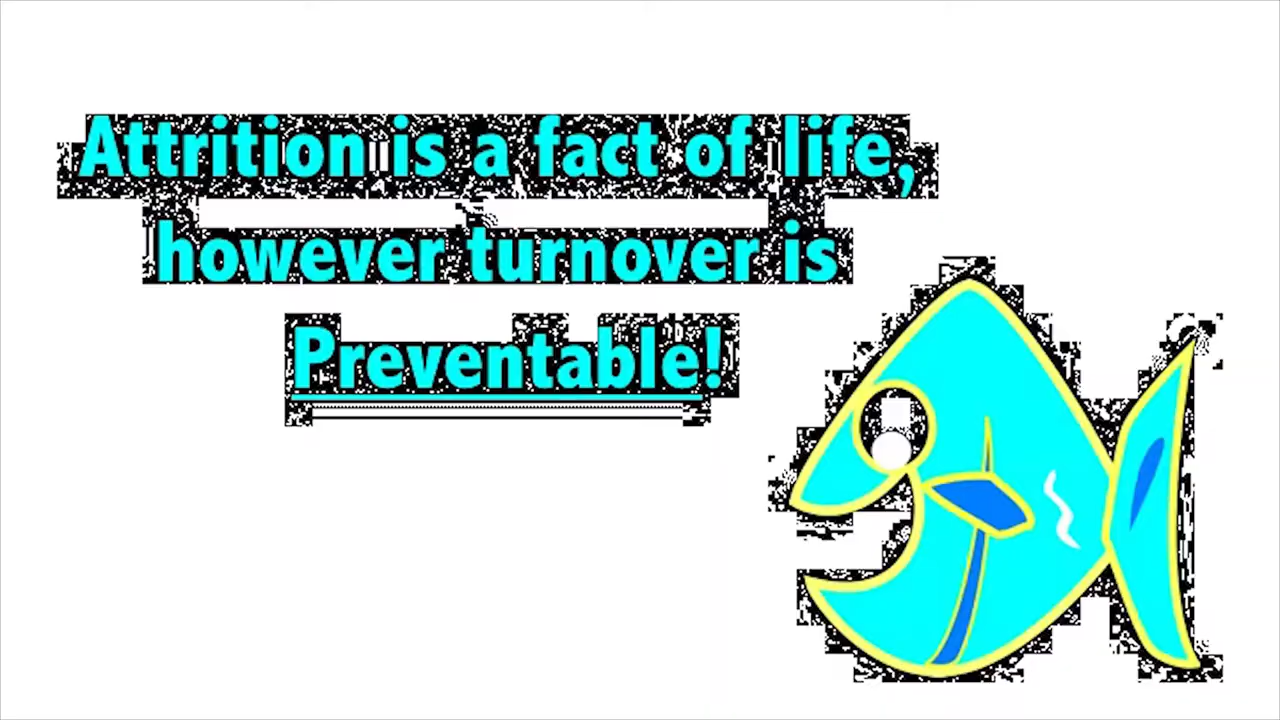 Attrition is a fact of life,
however turnover is
Preventable!